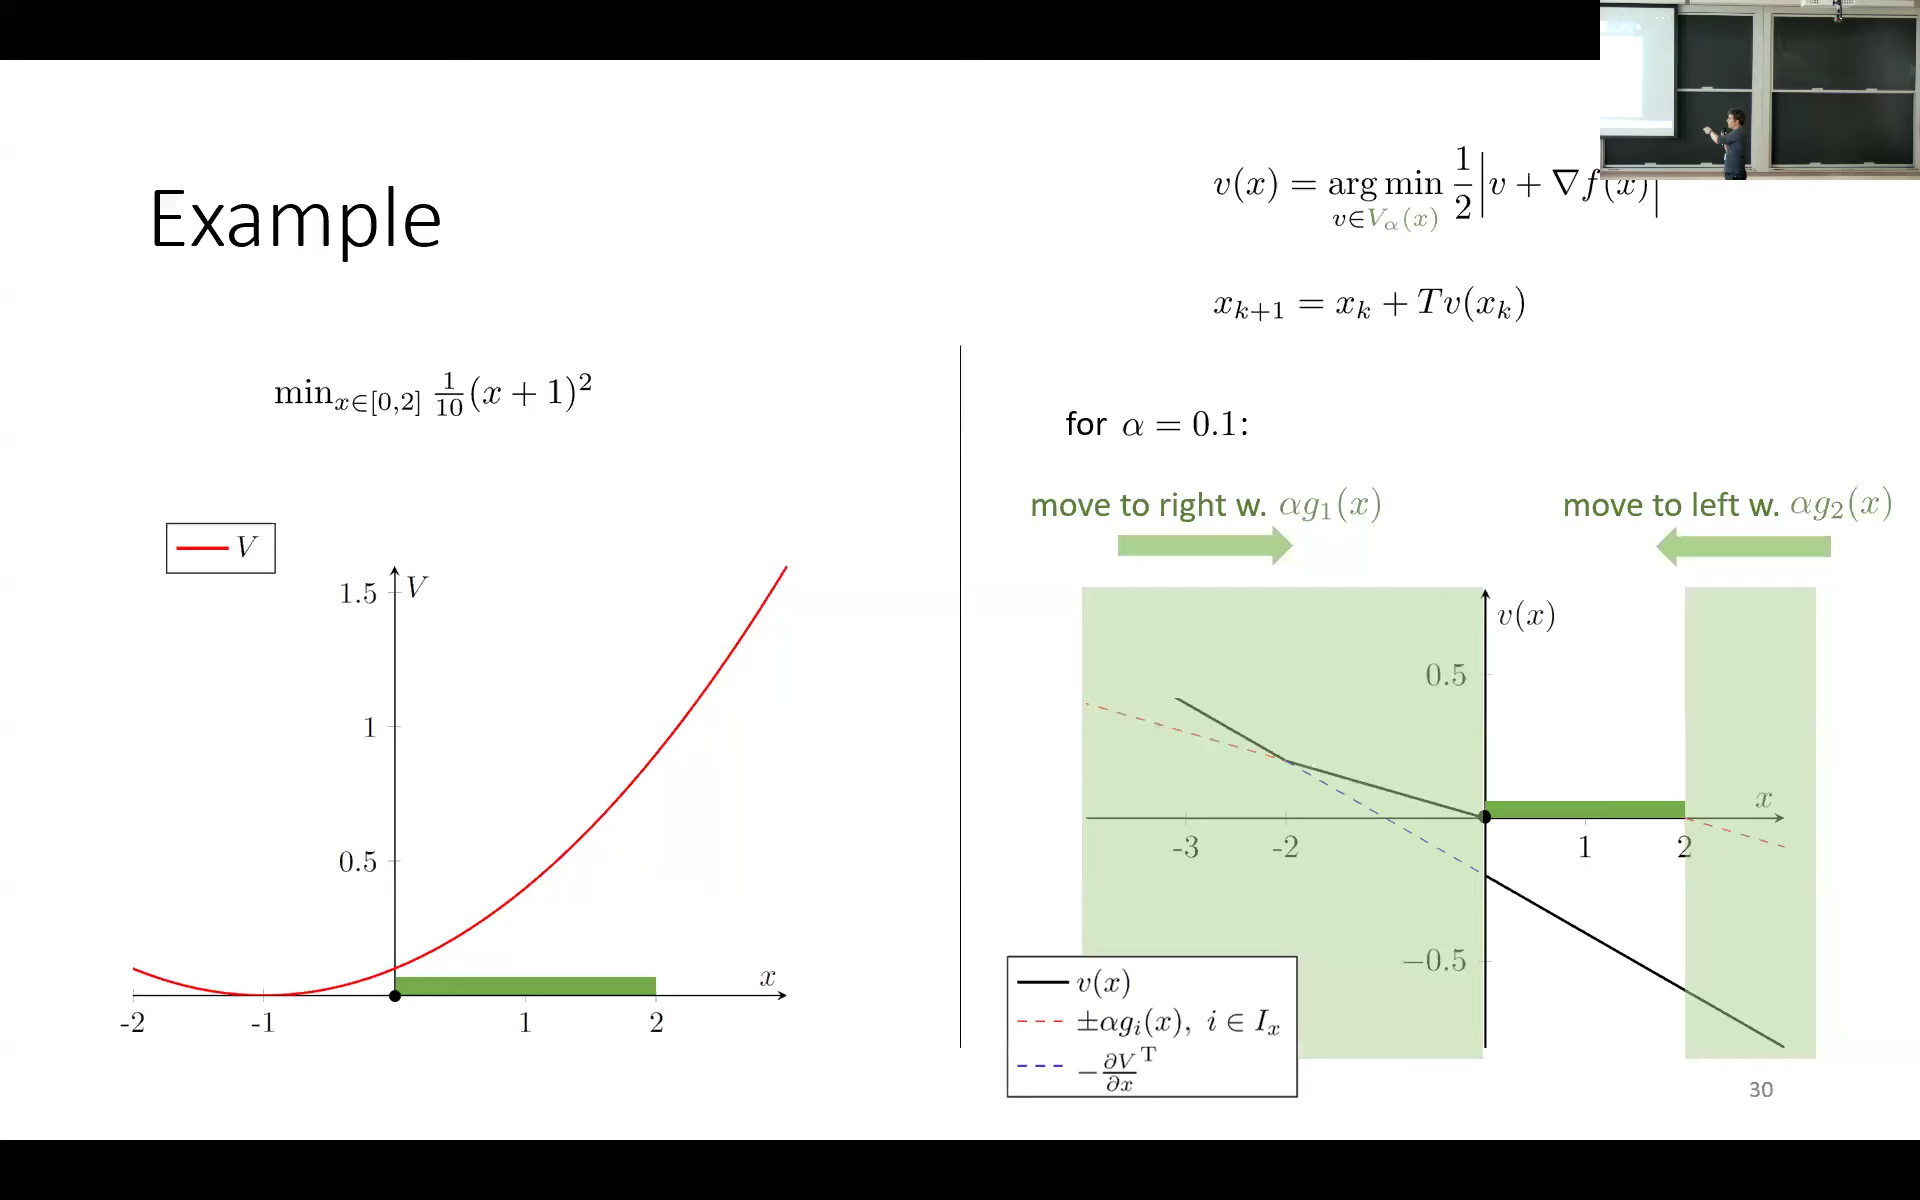 Example
v(x) = arg min_{v∈V_α(x)} 1/2 |v + ∇f(x)|
x_{k+1} = x_k + Tv(x_k)
min_{x∈[0,2]} 1/10 (x + 1)^2
V
V
1.5
1
0.5
x
-2 -1 1 2
for α = 0.1:
move to right w. αg_1(x)
move to left w. αg_2(x)
v(x)
0.5
x
-3 -2 1 2
−0.5
v(x)
±αg_i(x), i ∈ I_x
−∂V/∂x^T
30